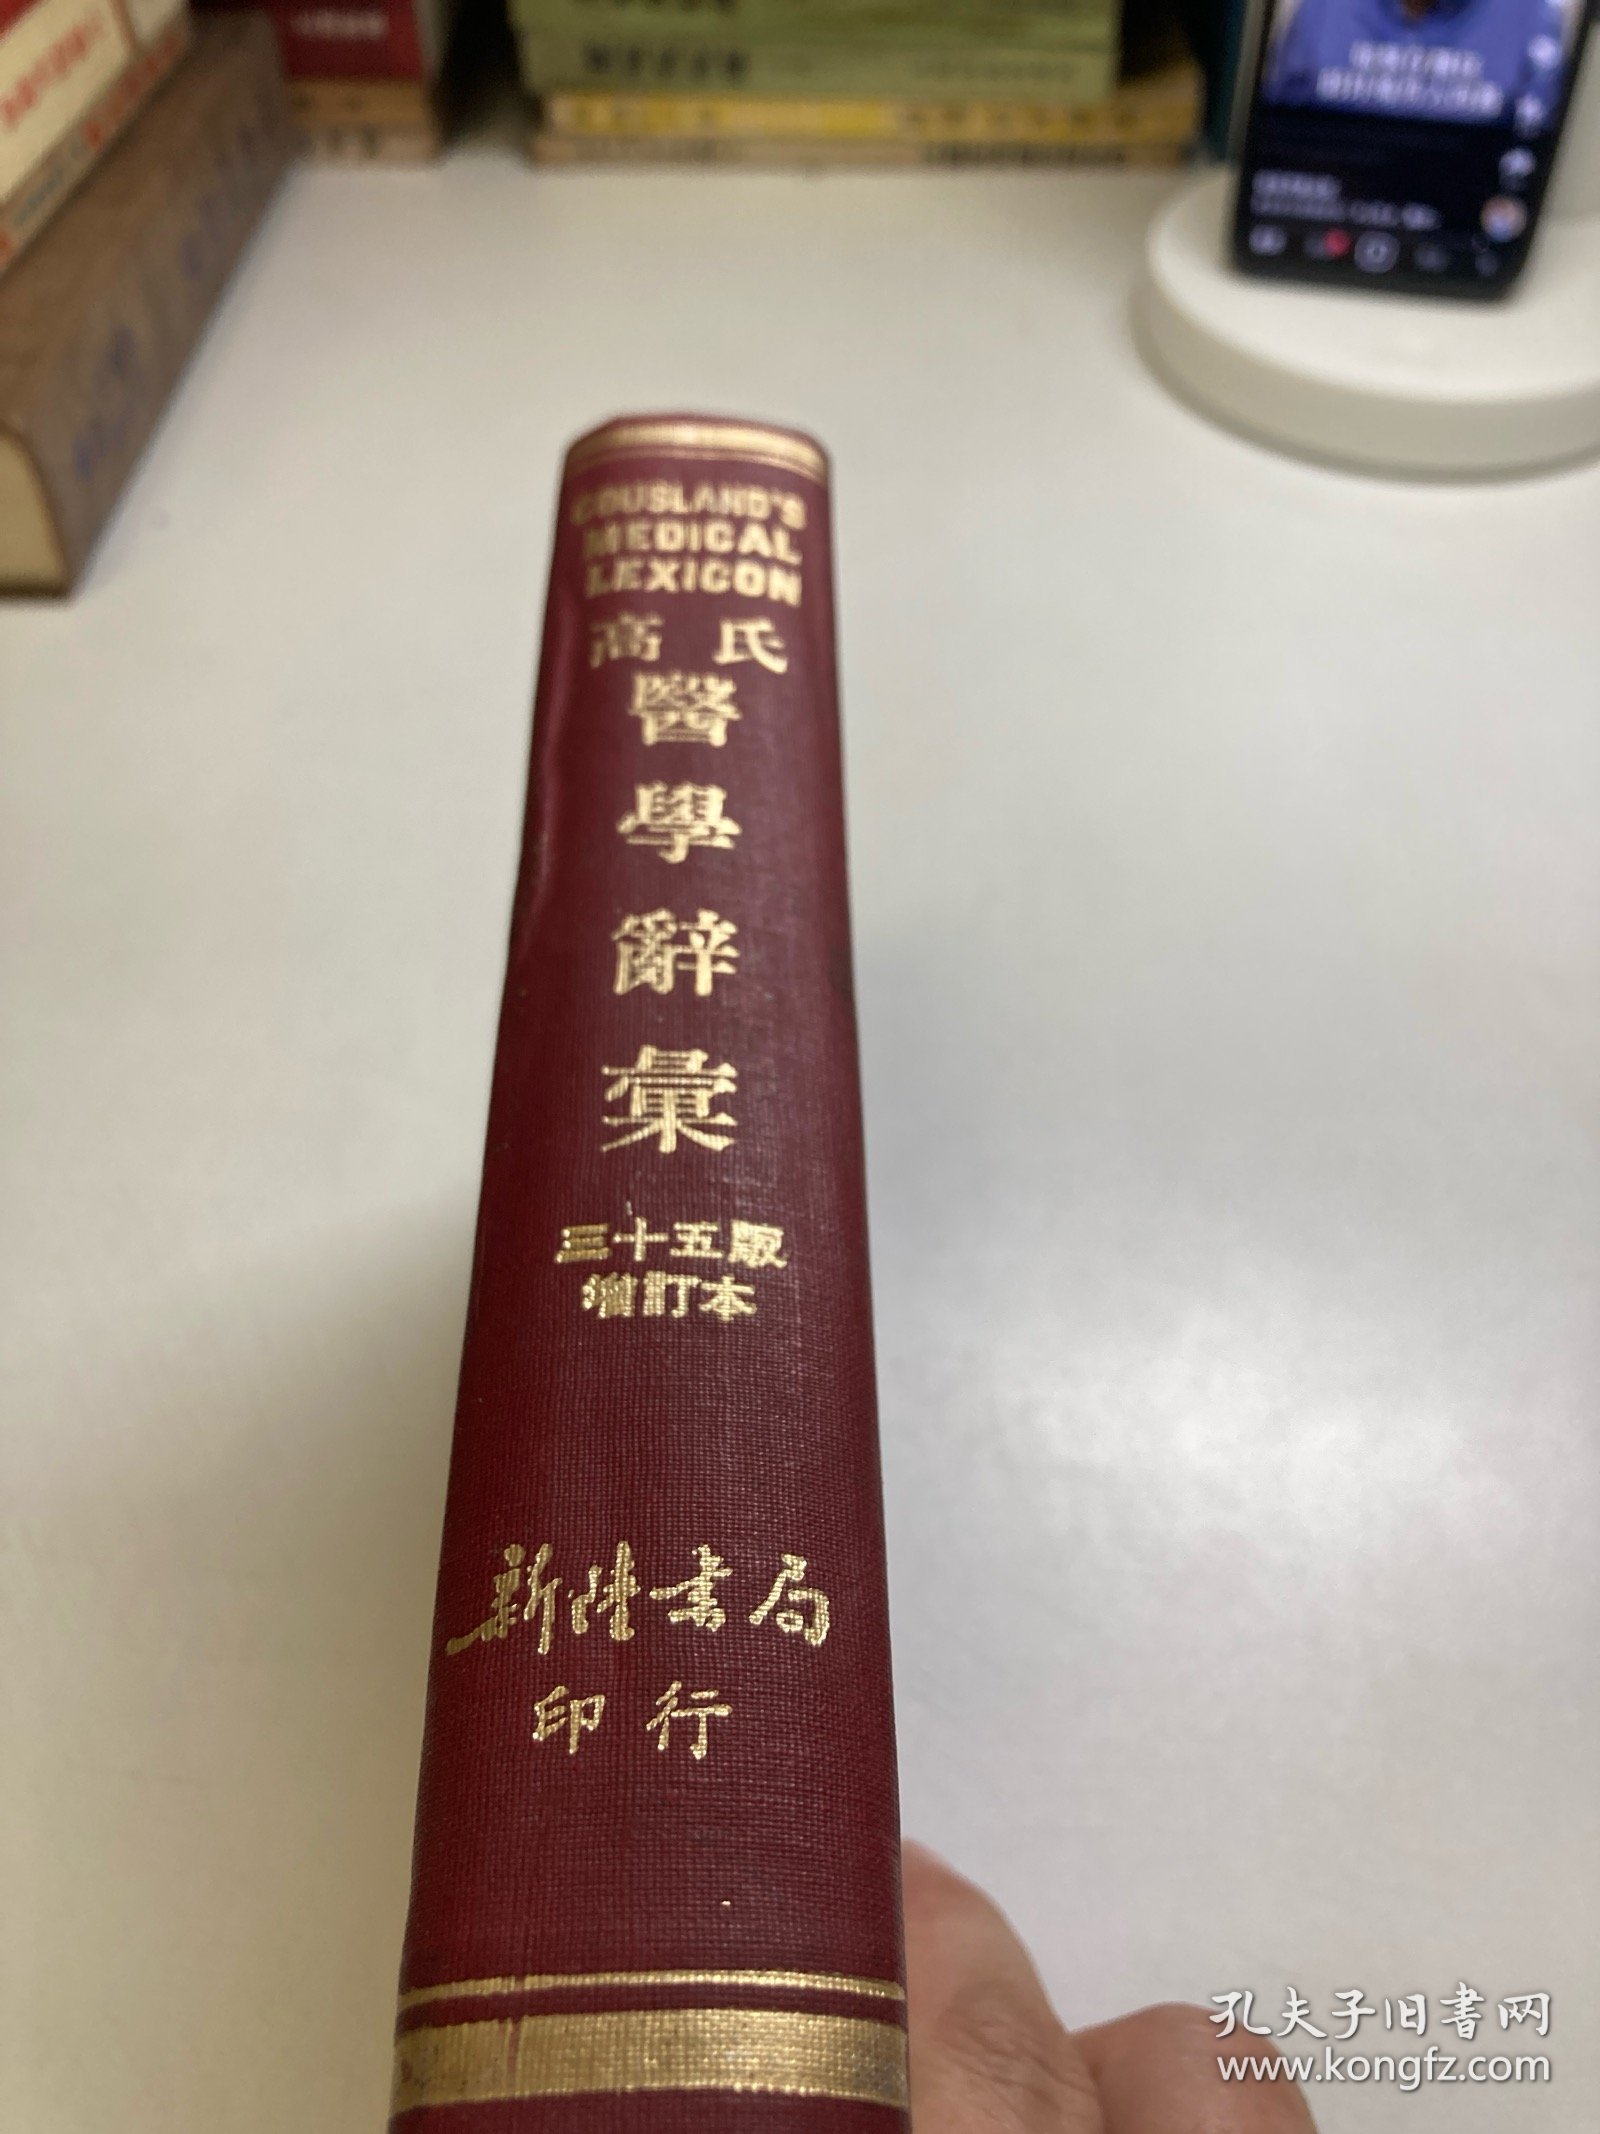 COUSLAND'S
MEDICAL
LEXICON
高氏
醫學辭彙
三十五版
增訂本
新陸書局
印行
孔夫子旧書网
www.kongfz.com